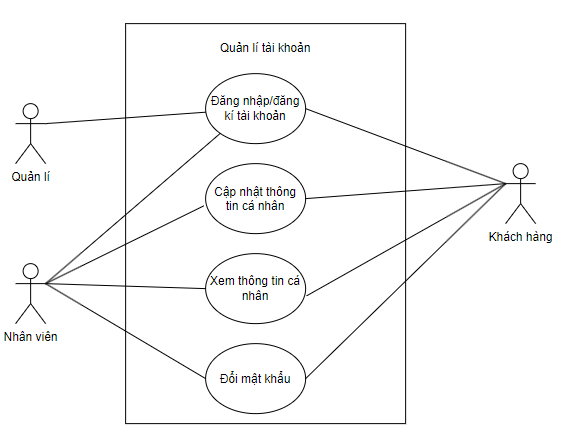 Quản lí tài khoản
Đăng nhập/đăng
kí tài khoản
Quản lí
Cập nhật thông
tin cá nhân
Khách hàng
Xem thông tin cá
nhân
Nhân viên
Đổi mật khẩu